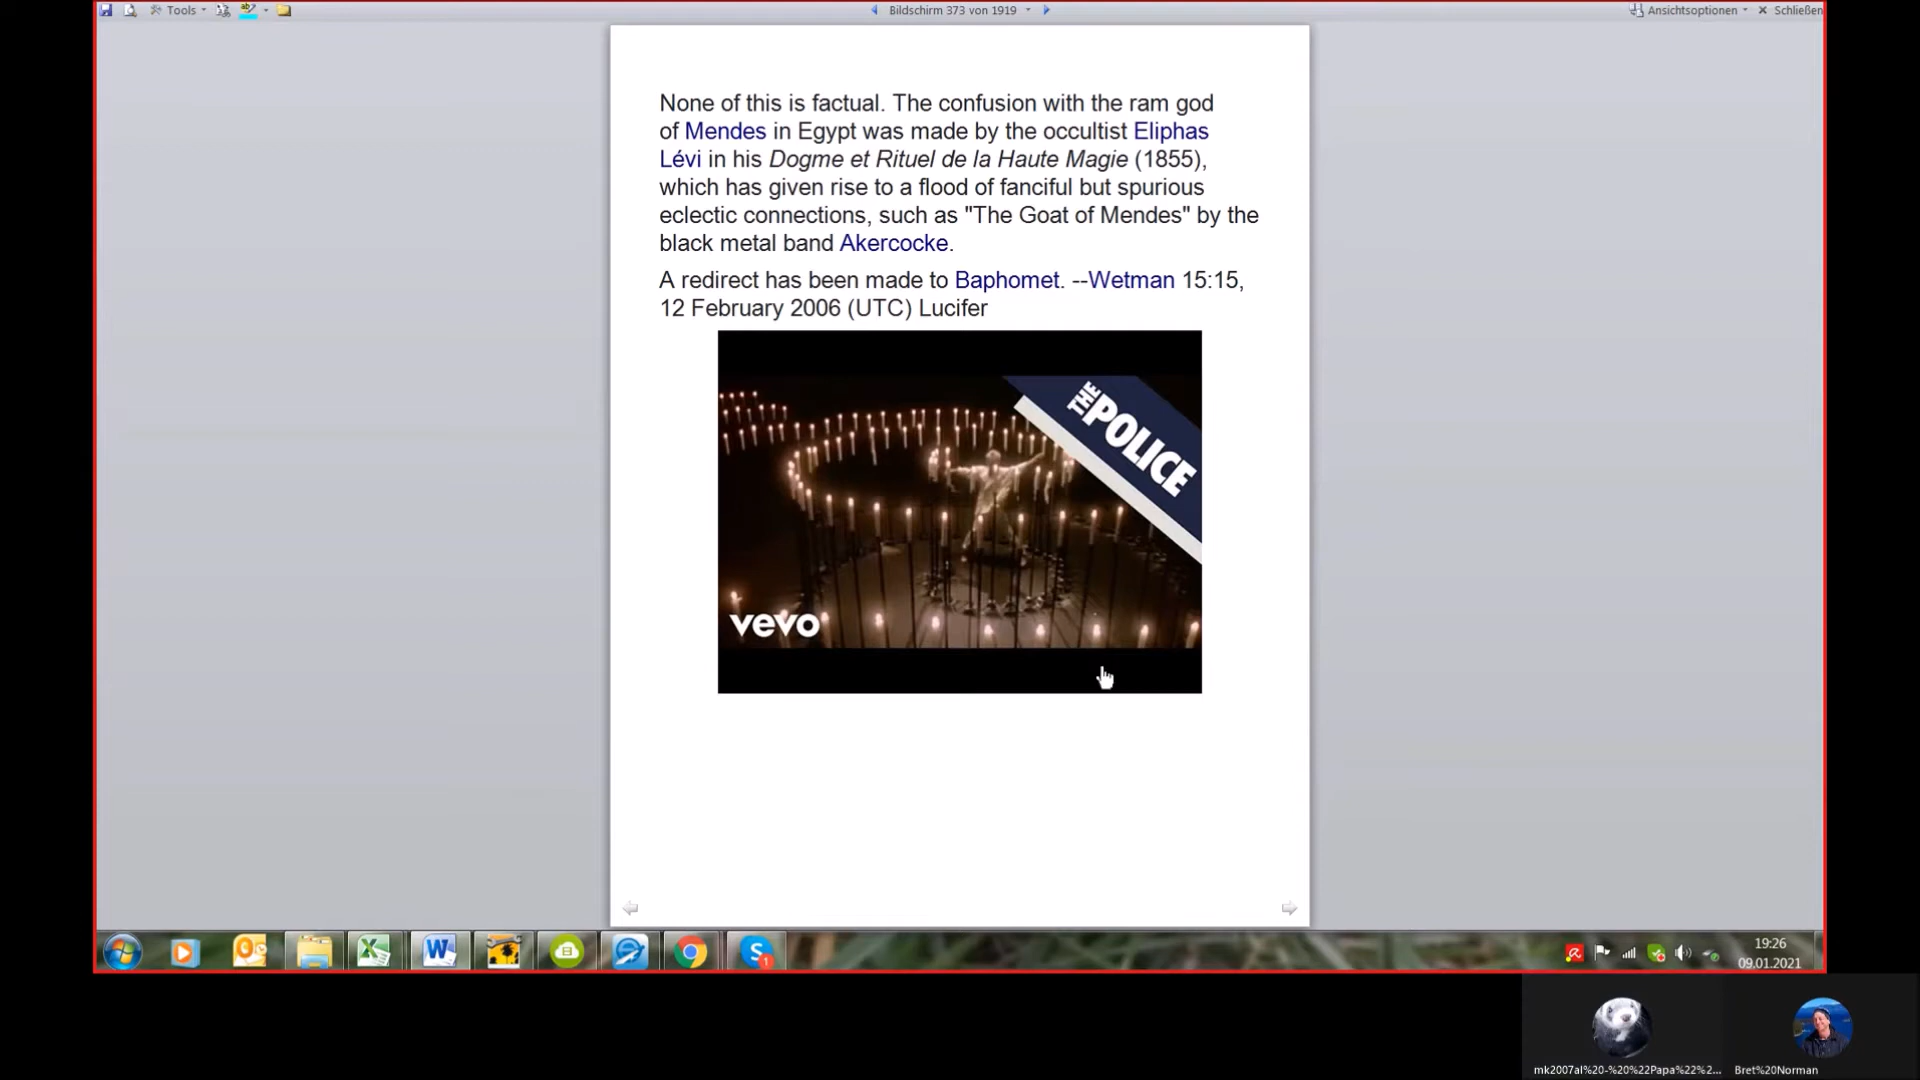 Tools
Bildschirm 373 von 1919
Ansichtsoptionen
Schließen
None of this is factual. The confusion with the ram god
of Mendes in Egypt was made by the occultist Eliphas
Lévi in his Dogme et Rituel de la Haute Magie (1855),
which has given rise to a flood of fanciful but spurious
eclectic connections, such as "The Goat of Mendes" by the
black metal band Akercocke.
A redirect has been made to Baphomet. --Wetman 15:15,
12 February 2006 (UTC) Lucifer
THE POLICE
vevo
19:26
09.01.2021
mk2007al%20-%20%22Papa%22%2...
Bret%20Norman